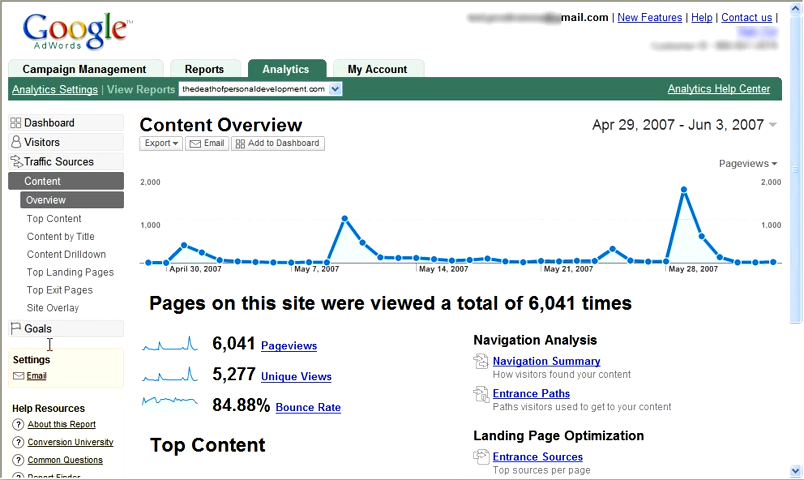 Google™
AdWords
mail.com | New Features | Help | Contact us |
Campaign Management Reports Analytics My Account
Analytics Settings | View Reports thedeathofpersonaldevelopment.com Analytics Help Center
Dashboard
Visitors
Traffic Sources
Content
Overview
Top Content
Content by Title
Content Drilldown
Top Landing Pages
Top Exit Pages
Site Overlay
Goals
Settings
Email
Help Resources
About this Report
Conversion University
Common Questions
Report Finder
Content Overview
Apr 29, 2007 - Jun 3, 2007
Export Email Add to Dashboard
Pageviews
2,000 2,000
1,000 1,000
April 30, 2007 May 7, 2007 May 14, 2007 May 21, 2007 May 28, 2007
Pages on this site were viewed a total of 6,041 times
6,041 Pageviews
5,277 Unique Views
84.88% Bounce Rate
Top Content
Navigation Analysis
Navigation Summary
How visitors found your content
Entrance Paths
Paths visitors used to get to your content
Landing Page Optimization
Entrance Sources
Top sources per page